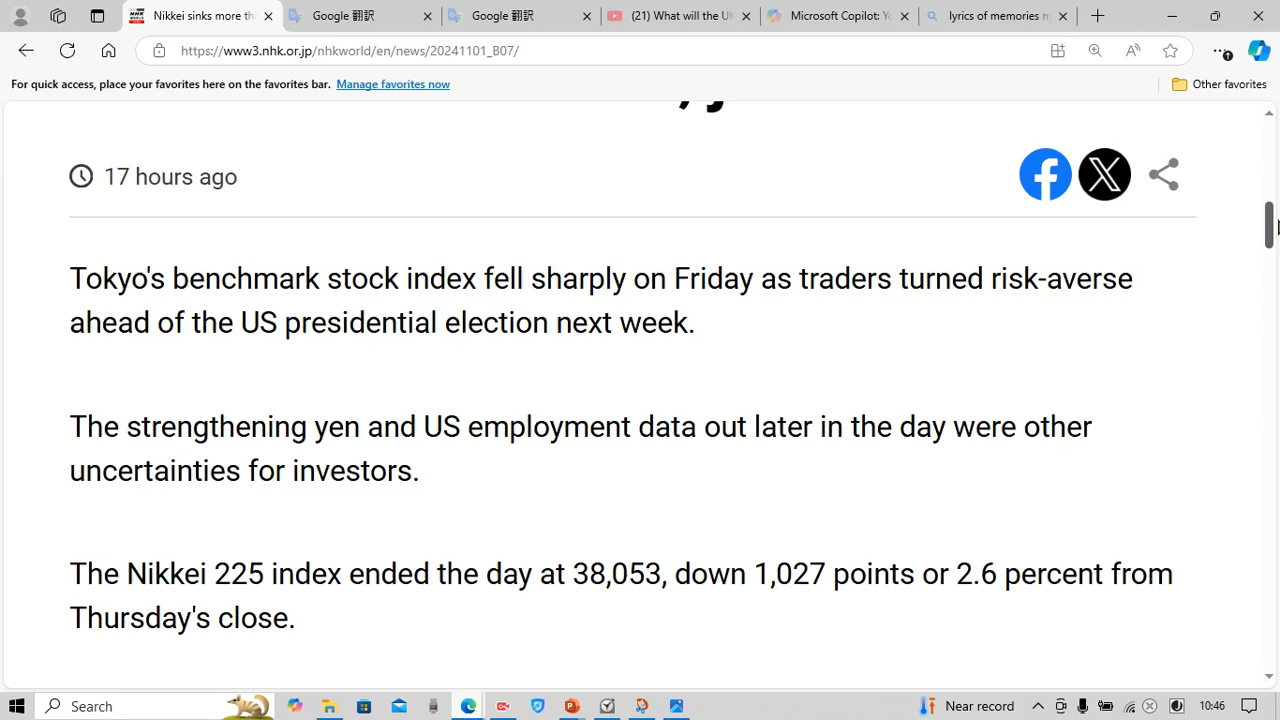 Nikkei sinks more th
Google 翻訳
Google 翻訳
(21) What will the UK
Microsoft Copilot: Yo
lyrics of memories m
https://www3.nhk.or.jp/nhkworld/en/news/20241101_B07/
For quick access, place your favorites here on the favorites bar. Manage favorites now
Other favorites
17 hours ago
Tokyo's benchmark stock index fell sharply on Friday as traders turned risk-averse
ahead of the US presidential election next week.
The strengthening yen and US employment data out later in the day were other
uncertainties for investors.
The Nikkei 225 index ended the day at 38,053, down 1,027 points or 2.6 percent from
Thursday's close.
Search
Near record
10:46